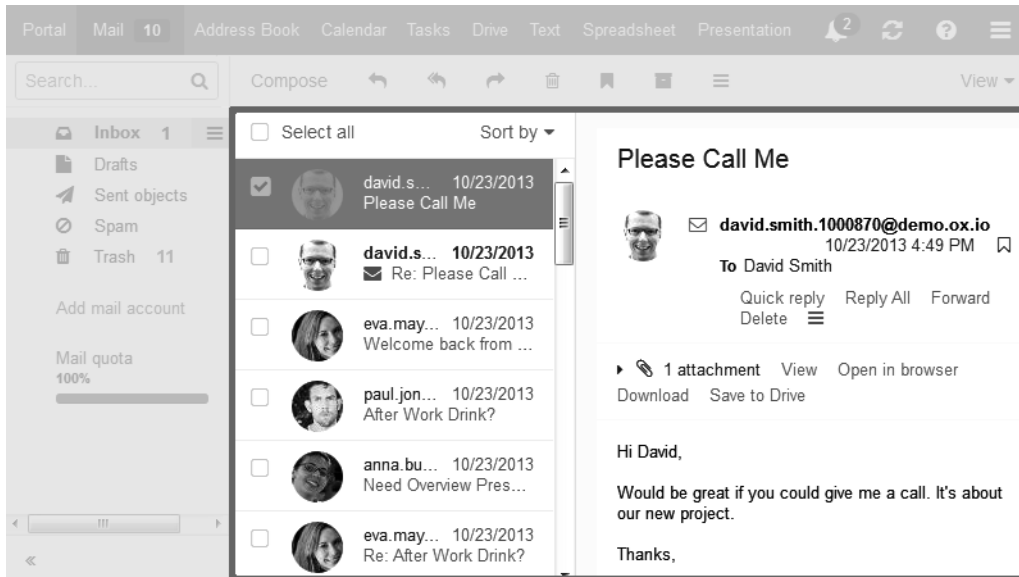 Portal Mail 10 Address Book Calendar Tasks Drive Text Spreadsheet Presentation 2
Search...
Compose View
Inbox 1
Drafts
Sent objects
Spam
Trash 11
Add mail account
Mail quota
100%
Select all Sort by
david.s... 10/23/2013
Please Call Me
david.s... 10/23/2013
Re: Please Call ...
eva.may... 10/23/2013
Welcome back from ...
paul.jon... 10/23/2013
After Work Drink?
anna.bu... 10/23/2013
Need Overview Pres...
eva.may... 10/23/2013
Re: After Work Drink?
Please Call Me
david.smith.1000870@demo.ox.io
10/23/2013 4:49 PM
To David Smith
Quick reply Reply All Forward
Delete
1 attachment View Open in browser
Download Save to Drive
Hi David,
Would be great if you could give me a call. It's about
our new project.
Thanks,